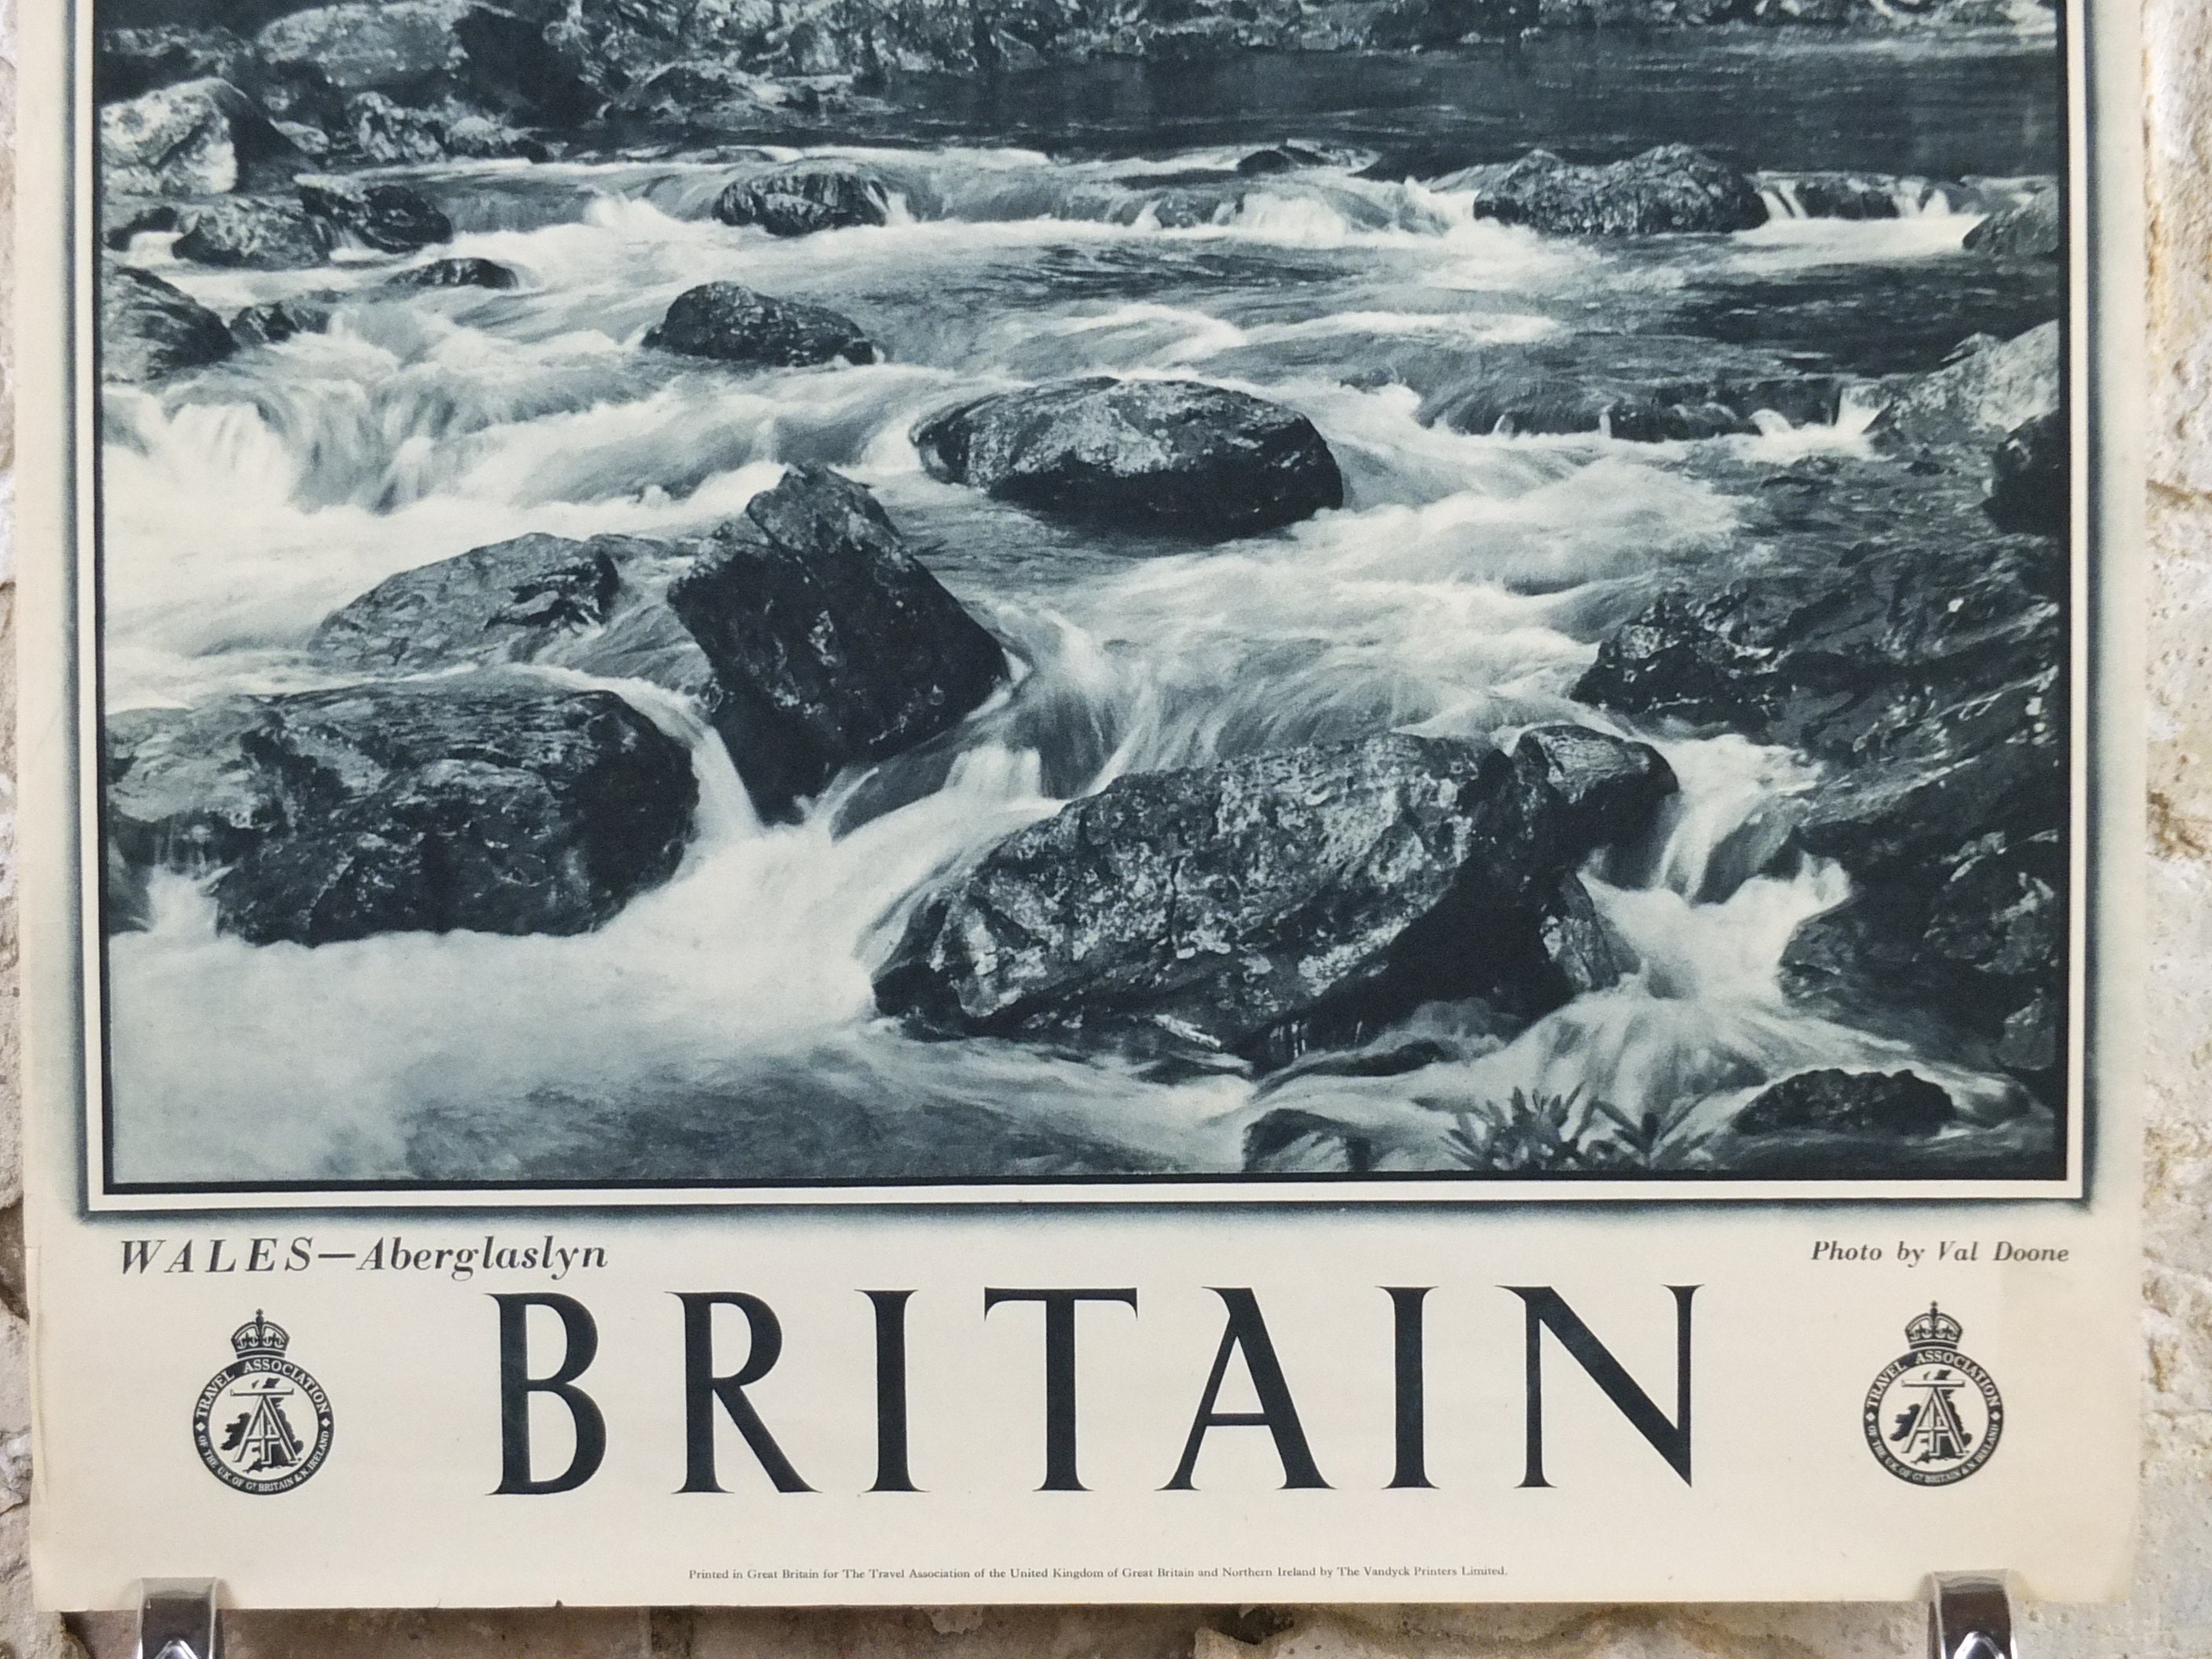 WALES—Aberglaslyn
Photo by Val Doone
BRITAIN
TRAVEL ASSOCIATION
OF THE U.K. OF GT BRITAIN & N. IRELAND
TRAVEL ASSOCIATION
OF THE U.K. OF GT BRITAIN & N. IRELAND
Printed in Great Britain for The Travel Association of the United Kingdom of Great Britain and Northern Ireland by The Vandyck Printers Limited.